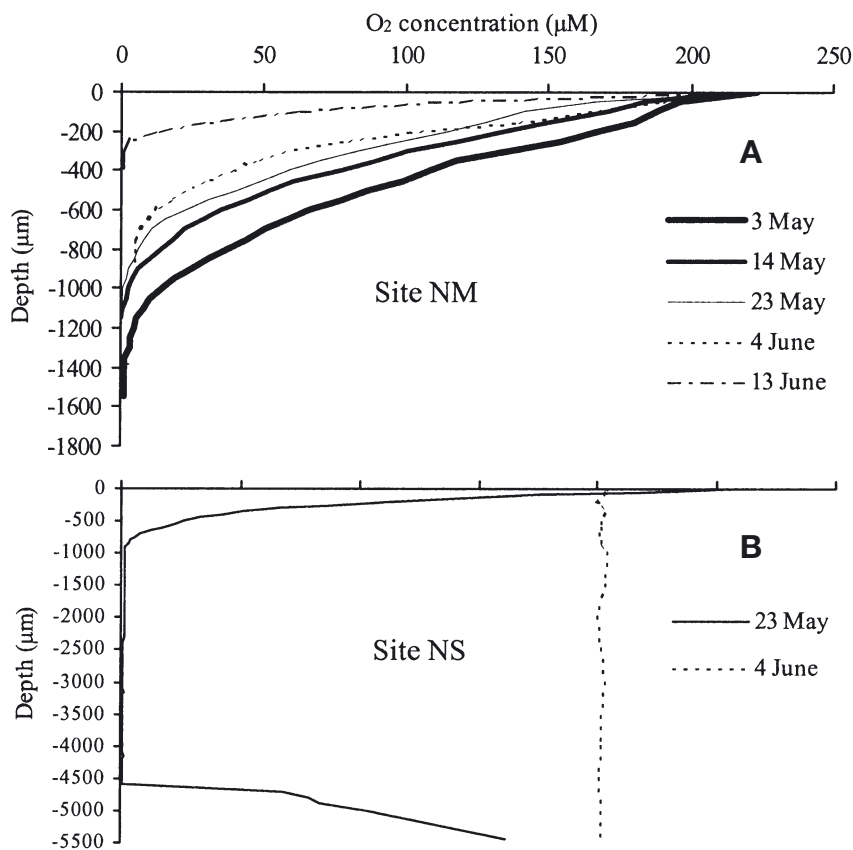 O2 concentration (μM)
0 50 100 150 200 250
0
-200
-400
-600
-800
-1000
-1200
-1400
-1600
-1800
Depth (μm)
A
Site NM
3 May
14 May
23 May
4 June
13 June
0
-500
-1000
-1500
-2000
-2500
-3000
-3500
-4000
-4500
-5000
-5500
Depth (μm)
B
Site NS
23 May
4 June